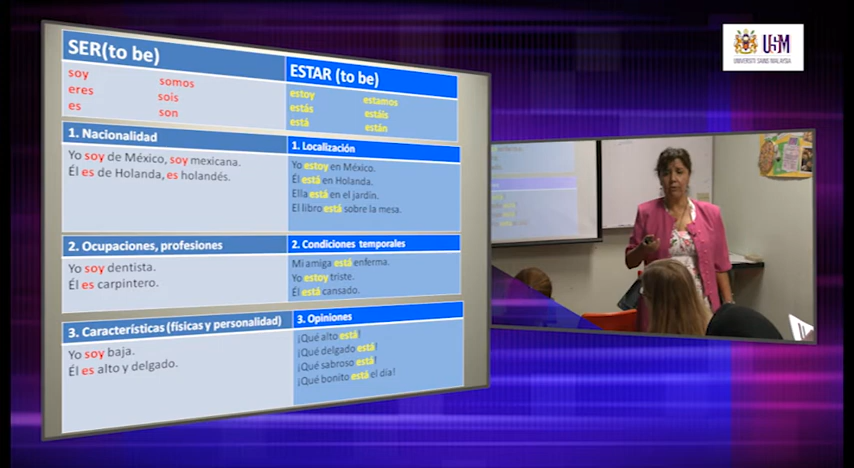 SER(to be)
soy somos
eres sois
es son
ESTAR (to be)
estoy estamos
estás estáis
está están
1. Nacionalidad
Yo soy de México, soy mexicana.
Él es de Holanda, es holandés.
1. Localización
Yo estoy en México.
Él está en Holanda.
Ella está en el jardín.
El libro está sobre la mesa.
2. Ocupaciones, profesiones
Yo soy dentista.
Él es carpintero.
2. Condiciones temporales
Mi amiga está enferma.
Yo estoy triste.
Él está cansado.
3. Características (físicas y personalidad)
Yo soy baja.
Él es alto y delgado.
3. Opiniones
¡Qué alto está!
¡Qué delgado está!
¡Qué sabroso está!
¡Qué bonito está el día!
USM
UNIVERSITI SAINS MALAYSIA